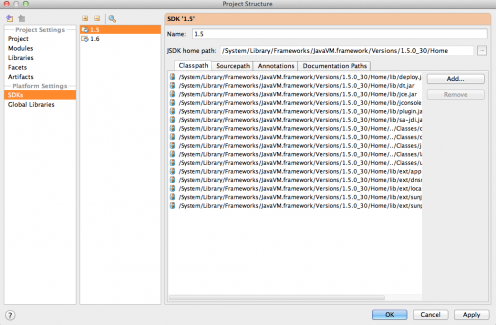 Project Structure
Project Settings
Project
Modules
Libraries
Facets
Artifacts
Platform Settings
SDKs
Global Libraries
1.5
1.6
SDK "1.5"
Name: 1.5
JSDK home path: /System/Library/Frameworks/JavaVM.framework/Versions/1.5.0_30/Home
Classpath Sourcepath Annotations Documentation Paths
/System/Library/Frameworks/JavaVM.framework/Versions/1.5.0_30/Home/lib/deploy.j
/System/Library/Frameworks/JavaVM.framework/Versions/1.5.0_30/Home/lib/dt.jar
/System/Library/Frameworks/JavaVM.framework/Versions/1.5.0_30/Home/lib/jce.jar
/System/Library/Frameworks/JavaVM.framework/Versions/1.5.0_30/Home/lib/jconsole
/System/Library/Frameworks/JavaVM.framework/Versions/1.5.0_30/Home/lib/plugin.j
/System/Library/Frameworks/JavaVM.framework/Versions/1.5.0_30/Home/lib/sa-jdi.ja
/System/Library/Frameworks/JavaVM.framework/Versions/1.5.0_30/Home/../Classes/c
/System/Library/Frameworks/JavaVM.framework/Versions/1.5.0_30/Home/../Classes/c
/System/Library/Frameworks/JavaVM.framework/Versions/1.5.0_30/Home/../Classes/j
/System/Library/Frameworks/JavaVM.framework/Versions/1.5.0_30/Home/../Classes/l
/System/Library/Frameworks/JavaVM.framework/Versions/1.5.0_30/Home/../Classes/u
/System/Library/Frameworks/JavaVM.framework/Versions/1.5.0_30/Home/lib/ext/app
/System/Library/Frameworks/JavaVM.framework/Versions/1.5.0_30/Home/lib/ext/dns
/System/Library/Frameworks/JavaVM.framework/Versions/1.5.0_30/Home/lib/ext/loca
/System/Library/Frameworks/JavaVM.framework/Versions/1.5.0_30/Home/lib/ext/sunj
/System/Library/Frameworks/JavaVM.framework/Versions/1.5.0_30/Home/lib/ext/sunp
Add...
Remove
OK Cancel Apply